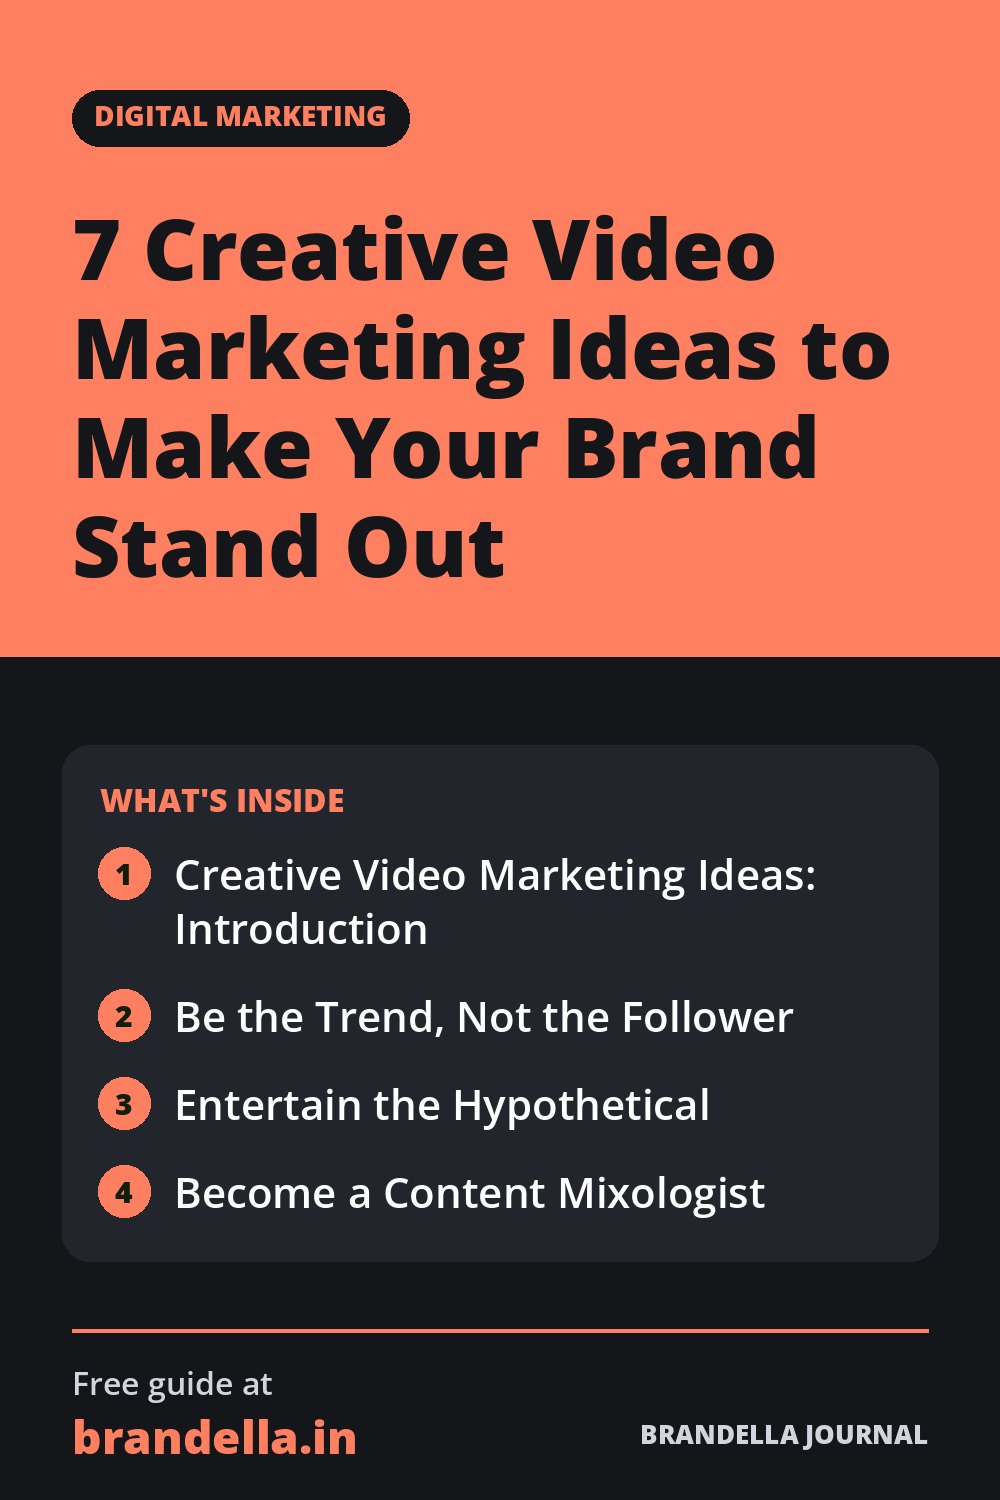 DIGITAL MARKETING
7 Creative Video
Marketing Ideas to
Make Your Brand
Stand Out
WHAT'S INSIDE
1 Creative Video Marketing Ideas:
Introduction
2 Be the Trend, Not the Follower
3 Entertain the Hypothetical
4 Become a Content Mixologist
Free guide at
brandella.in
BRANDELLA JOURNAL